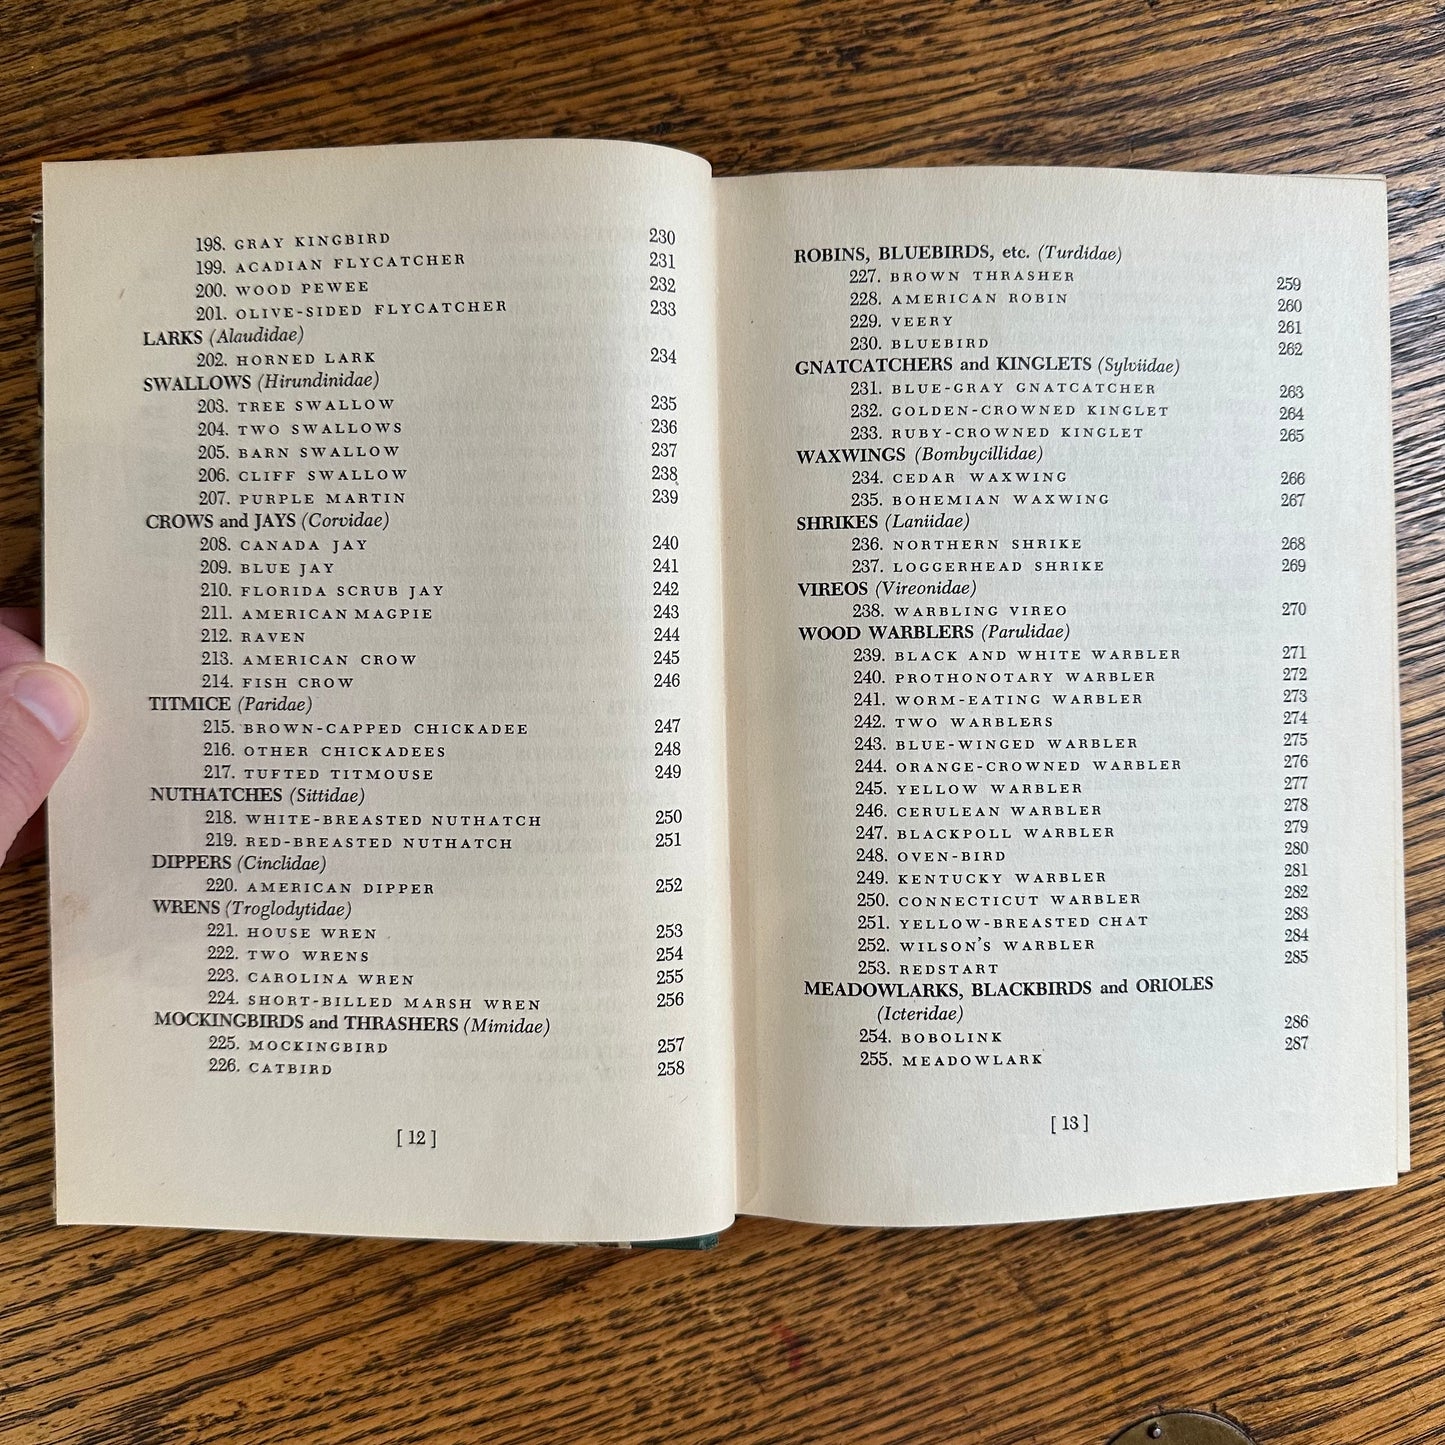 198. GRAY KINGBIRD 230
199. ACADIAN FLYCATCHER 231
200. WOOD PEWEE 232
201. OLIVE-SIDED FLYCATCHER 233
LARKS (Alaudidae)
202. HORNED LARK 234
SWALLOWS (Hirundinidae)
203. TREE SWALLOW 235
204. TWO SWALLOWS 236
205. BARN SWALLOW 237
206. CLIFF SWALLOW 238
207. PURPLE MARTIN 239
CROWS and JAYS (Corvidae)
208. CANADA JAY 240
209. BLUE JAY 241
210. FLORIDA SCRUB JAY 242
211. AMERICAN MAGPIE 243
212. RAVEN 244
213. AMERICAN CROW 245
214. FISH CROW 246
TITMICE (Paridae)
215. BROWN-CAPPED CHICKADEE 247
216. OTHER CHICKADEES 248
217. TUFTED TITMOUSE 249
NUTHATCHES (Sittidae)
218. WHITE-BREASTED NUTHATCH 250
219. RED-BREASTED NUTHATCH 251
DIPPERS (Cinclidae)
220. AMERICAN DIPPER 252
WRENS (Troglodytidae)
221. HOUSE WREN 253
222. TWO WRENS 254
223. CAROLINA WREN 255
224. SHORT-BILLED MARSH WREN 256
MOCKINGBIRDS and THRASHERS (Mimidae)
225. MOCKINGBIRD 257
226. CATBIRD 258
[ 12 ]
ROBINS, BLUEBIRDS, etc. (Turdidae)
227. BROWN THRASHER 259
228. AMERICAN ROBIN 260
229. VEERY 261
230. BLUEBIRD 262
GNATCATCHERS and KINGLETS (Sylviidae)
231. BLUE-GRAY GNATCATCHER 263
232. GOLDEN-CROWNED KINGLET 264
233. RUBY-CROWNED KINGLET 265
WAXWINGS (Bombycillidae)
234. CEDAR WAXWING 266
235. BOHEMIAN WAXWING 267
SHRIKES (Laniidae)
236. NORTHERN SHRIKE 268
237. LOGGERHEAD SHRIKE 269
VIREOS (Vireonidae)
238. WARBLING VIREO 270
WOOD WARBLERS (Parulidae)
239. BLACK AND WHITE WARBLER 271
240. PROTHONOTARY WARBLER 272
241. WORM-EATING WARBLER 273
242. TWO WARBLERS 274
243. BLUE-WINGED WARBLER 275
244. ORANGE-CROWNED WARBLER 276
245. YELLOW WARBLER 277
246. CERULEAN WARBLER 278
247. BLACKPOLL WARBLER 279
248. OVEN-BIRD 280
249. KENTUCKY WARBLER 281
250. CONNECTICUT WARBLER 282
251. YELLOW-BREASTED CHAT 283
252. WILSON'S WARBLER 284
253. REDSTART 285
MEADOWLARKS, BLACKBIRDS and ORIOLES
(Icteridae)
254. BOBOLINK 286
255. MEADOWLARK 287
[ 13 ]